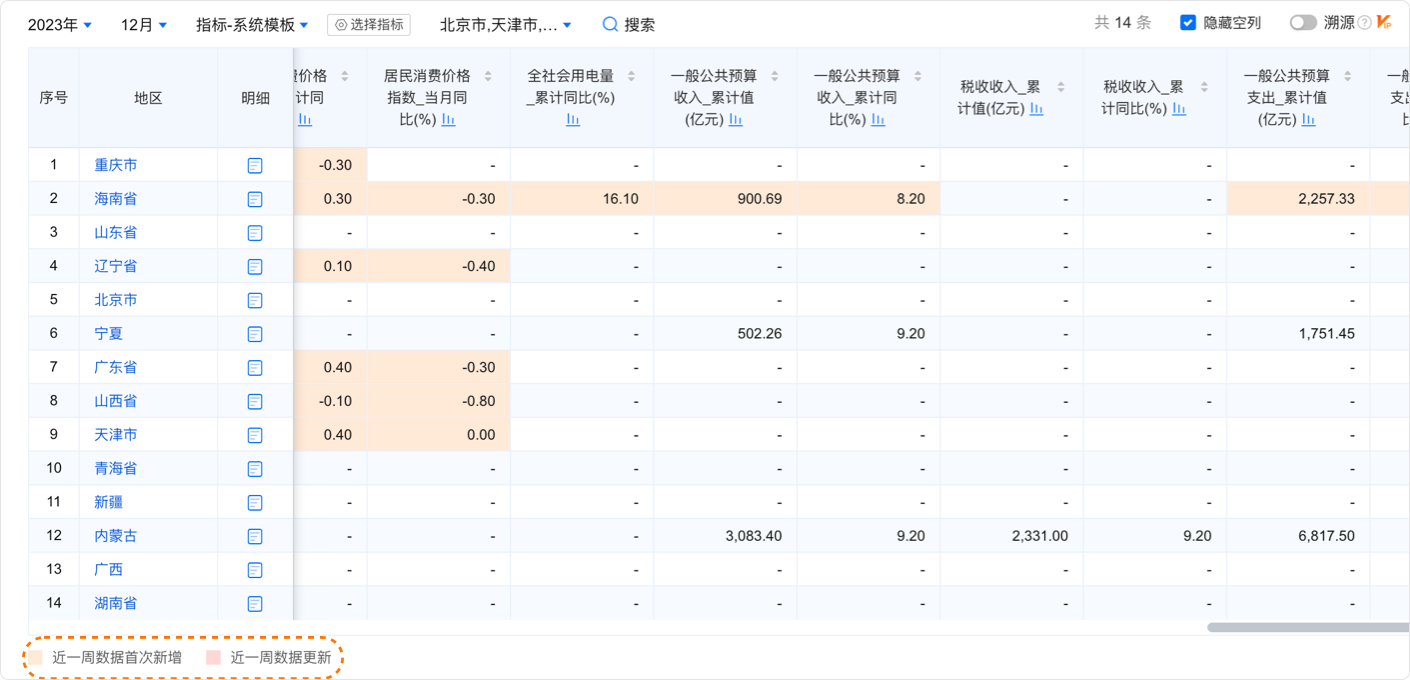 2023年 12月 指标-系统模板 选择指标 北京市,天津市,... 搜索 共 14 条 隐藏空列 溯源
序号 地区 明细 价格 计同 居民消费价格指数_当月同比(%) 全社会用电量_累计同比(%) 一般公共预算收入_累计值(亿元) 一般公共预算收入_累计同比(%) 税收收入_累计值(亿元) 税收收入_累计同比(%) 一般公共预算支出_累计值(亿元) 一般
1 重庆市 -0.30 - - - - - - -
2 海南省 0.30 -0.30 16.10 900.69 8.20 - - 2,257.33
3 山东省 - - - - - - - -
4 辽宁省 0.10 -0.40 - - - - - -
5 北京市 - - - - - - - -
6 宁夏 - - - 502.26 9.20 - - 1,751.45
7 广东省 0.40 -0.30 - - - - - -
8 山西省 -0.10 -0.80 - - - - - -
9 天津市 0.40 0.00 - - - - - -
10 青海省 - - - - - - - -
11 新疆 - - - - - - - -
12 内蒙古 - - - 3,083.40 9.20 2,331.00 9.20 6,817.50
13 广西 - - - - - - - -
14 湖南省 - - - - - - - -
近一周数据首次新增 近一周数据更新